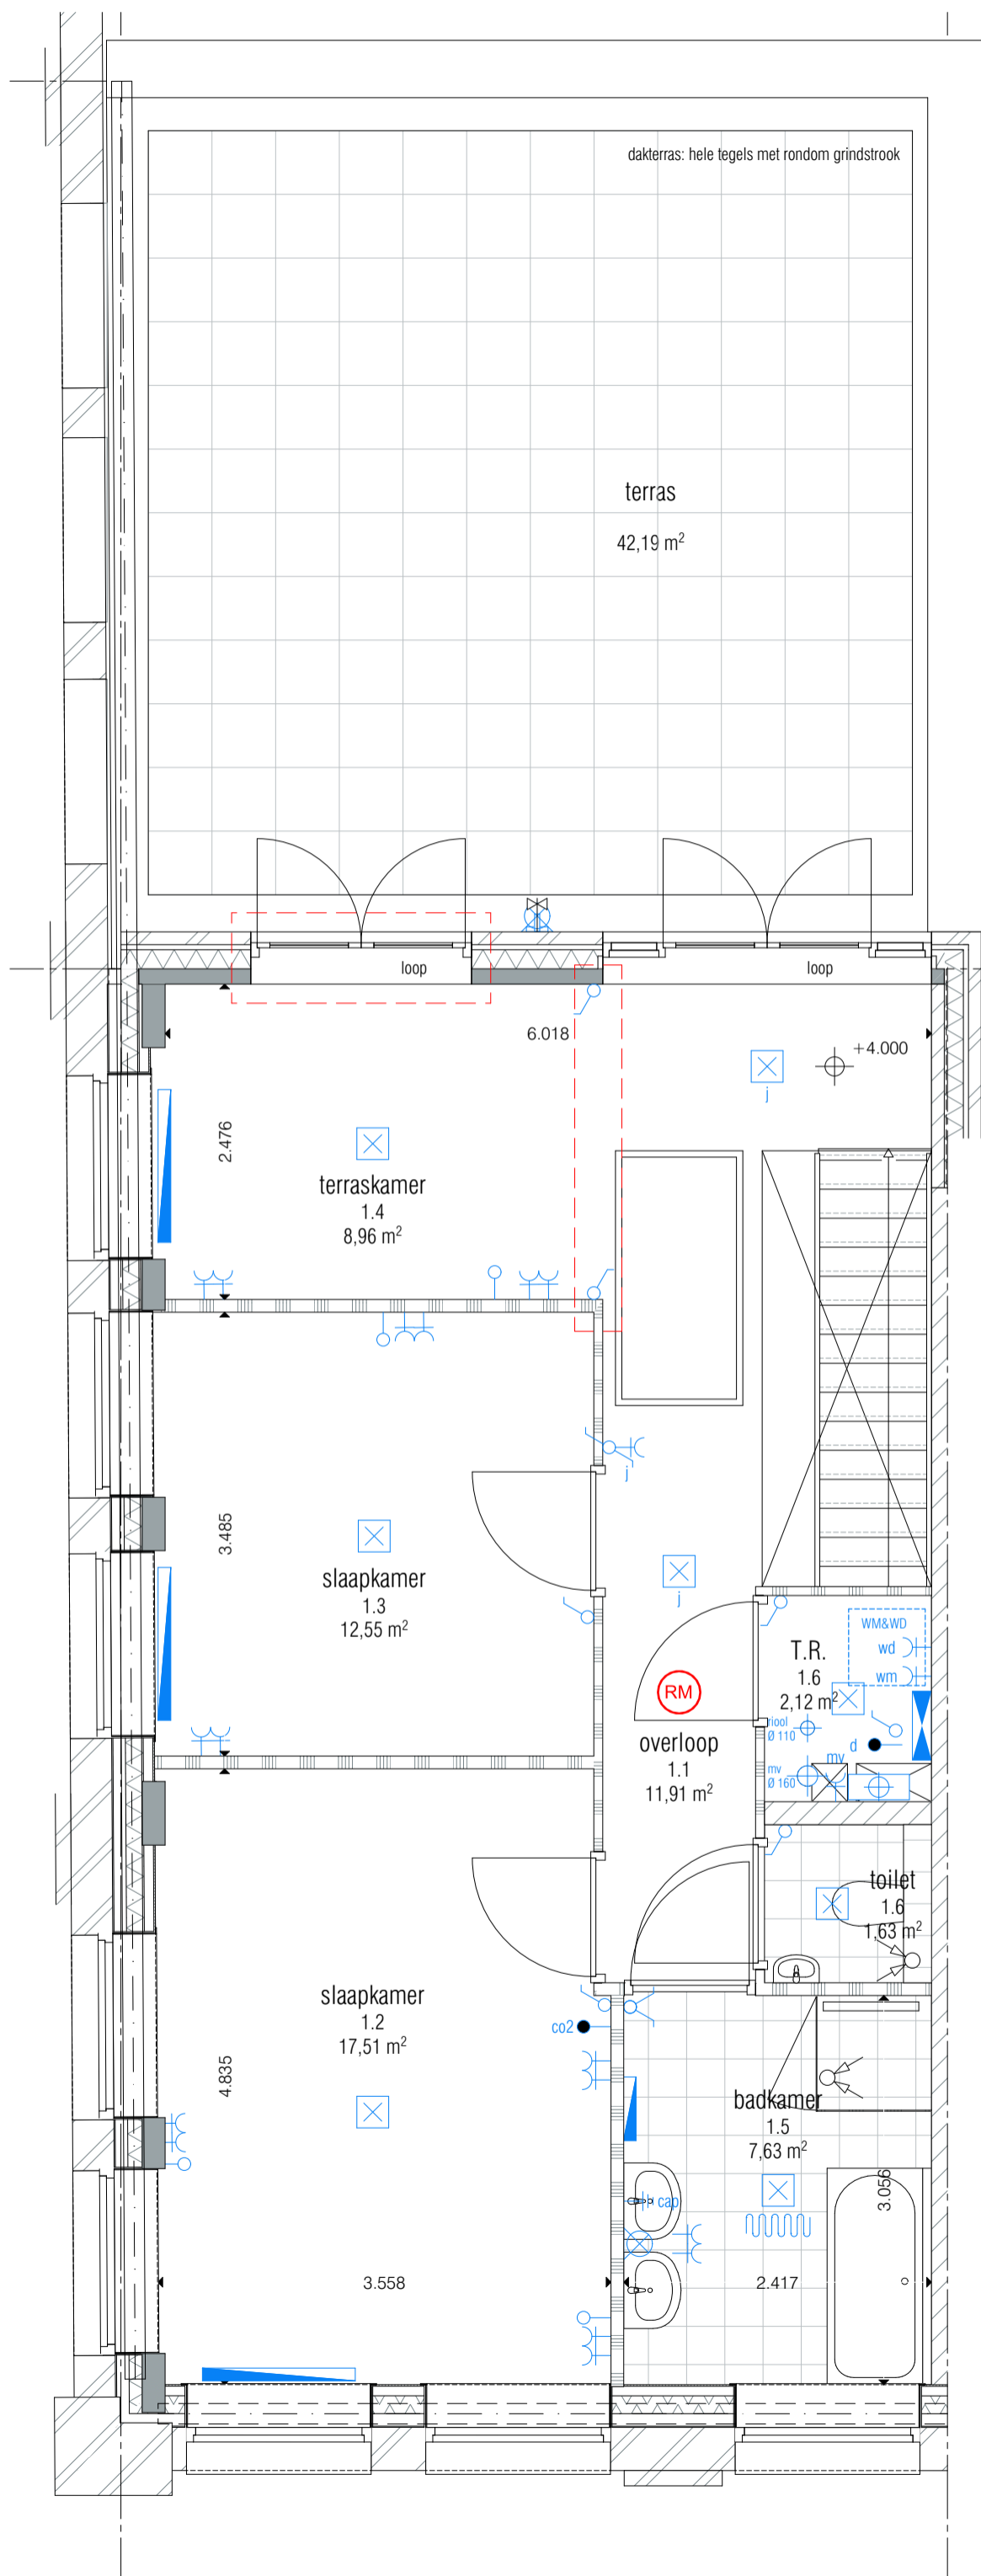 dakterras: hele tegels met rondom grindstrook
terras
42,19 m²
loop
loop
6.018
+4.000
j
2.476
terraskamer
1.4
8,96 m²
j
3.485
slaapkamer
1.3
12,55 m²
j
WM&WD
wd
wm
T.R.
1.6
2,12 m²
RM
riool
Ø 110
d
mv
mv
Ø 160
overloop
1.1
11,91 m²
toilet
1.6
1,63 m²
slaapkamer
1.2
17,51 m²
co2
4.835
badkamer
1.5
7,63 m²
3.056
cap
3.558
2.417